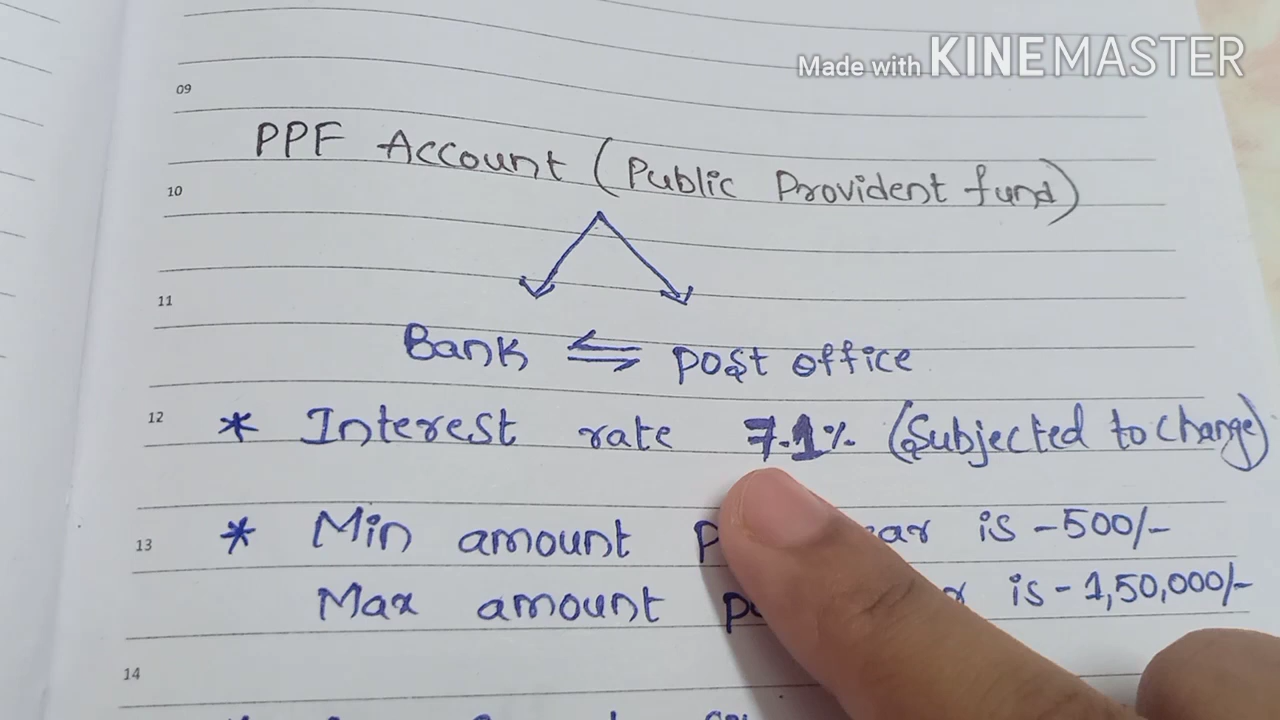 Made with KINEMASTER
09
PPF Account (Public Provident fund)
10
11
Bank ⇌ post office
12
* Interest rate 7.1% (Subjected to change)
13
* Min amount is -500/-
Max amount is - 1,50,000/-
14